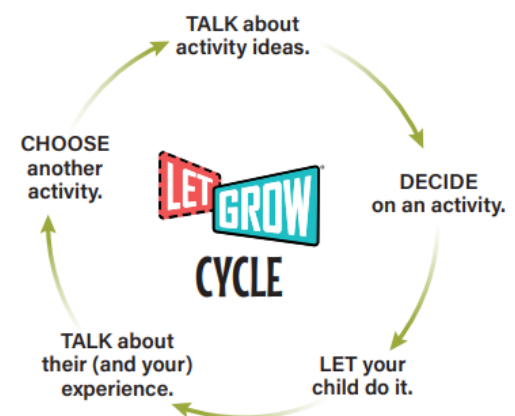 TALK about
activity ideas.
DECIDE
on an activity.
LET your
child do it.
TALK about
their (and your)
experience.
CHOOSE
another
activity.
LET
GROW
CYCLE